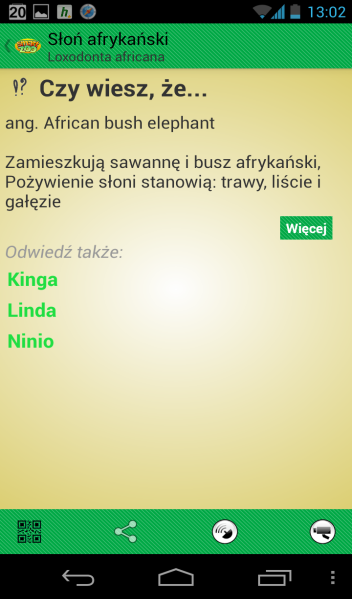 20
13:02
Słoń afrykański
Loxodonta africana
!? Czy wiesz, że...
ang. African bush elephant
Zamieszkują sawannę i busz afrykański,
Pożywienie słoni stanowią: trawy, liście i
gałęzie
Więcej
Odwiedź także:
Kinga
Linda
Ninio